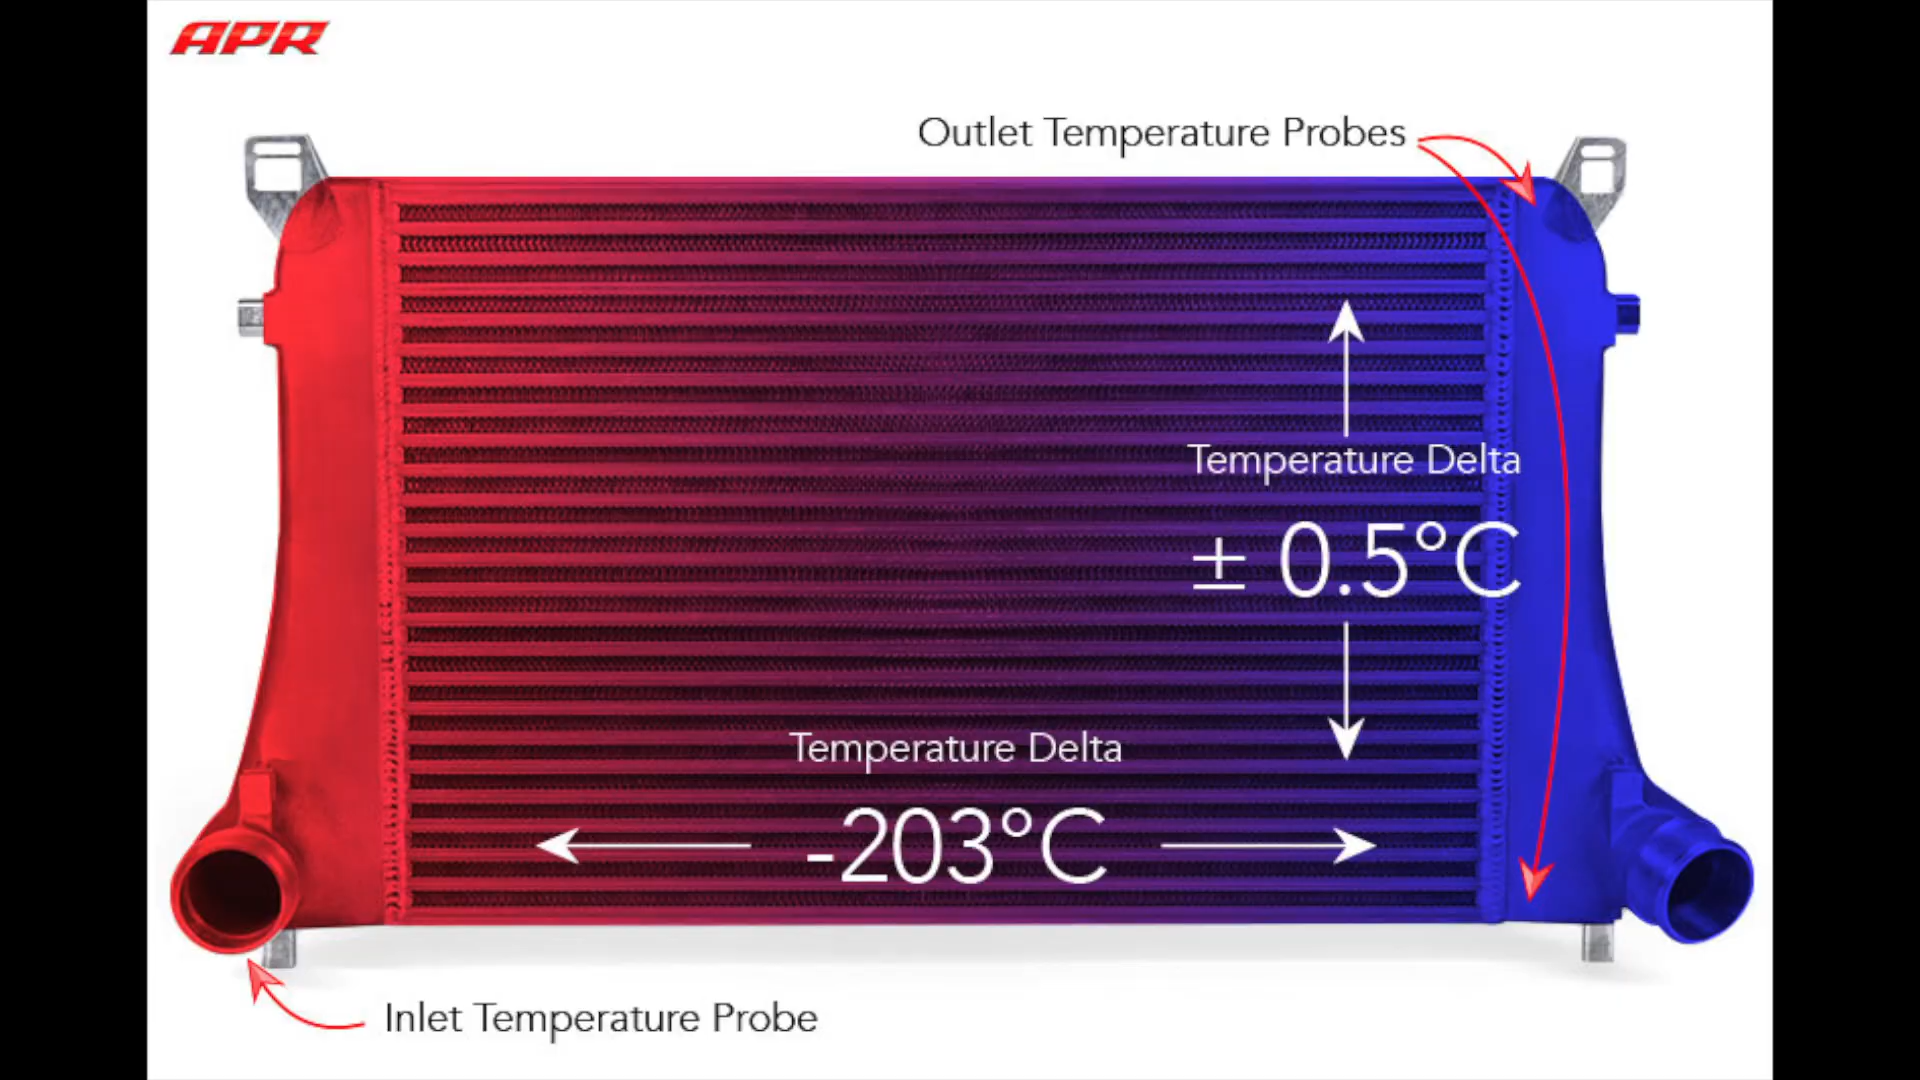 APR
Outlet Temperature Probes
Temperature Delta
± 0.5°C
Temperature Delta
-203°C
Inlet Temperature Probe